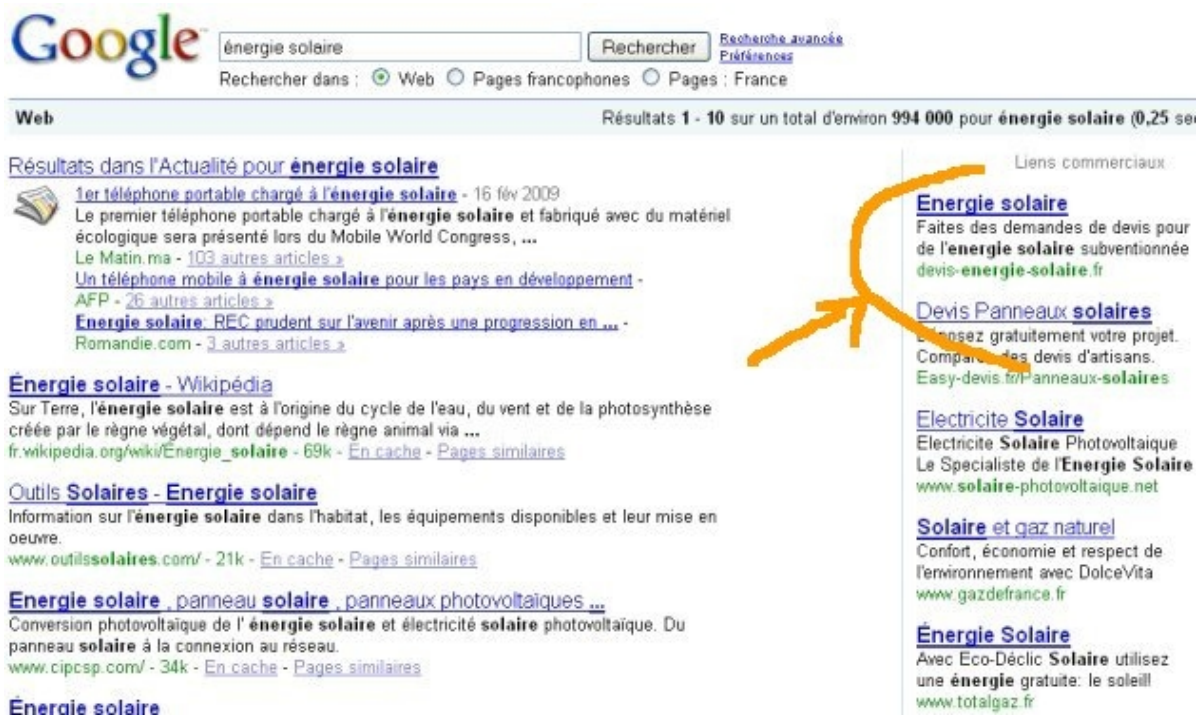 Google
énergie solaire
Rechercher
Recherche avancée
Préférences
Rechercher dans : Web Pages francophones Pages : France
Web
Résultats 1 - 10 sur un total d'environ 994 000 pour énergie solaire (0,25 sec
Résultats dans l'Actualité pour énergie solaire
1er téléphone portable chargé à l'énergie solaire - 16 fév 2009
Le premier téléphone portable chargé à l'énergie solaire et fabriqué avec du matériel
écologique sera présenté lors du Mobile World Congress, ...
Le Matin.ma - 103 autres articles »
Un téléphone mobile à énergie solaire pour les pays en développement -
AFP - 26 autres articles »
Energie solaire: REC prudent sur l'avenir après une progression en ... -
Romandie.com - 3 autres articles »
Énergie solaire - Wikipédia
Sur Terre, l'énergie solaire est à l'origine du cycle de l'eau, du vent et de la photosynthèse
créée par le règne végétal, dont dépend le règne animal via ...
fr.wikipedia.org/wiki/Énergie_solaire - 69k - En cache - Pages similaires
Outils Solaires - Energie solaire
Information sur l'énergie solaire dans l'habitat, les équipements disponibles et leur mise en
oeuvre.
www.outilssolaires.com/ - 21k - En cache - Pages similaires
Energie solaire , panneau solaire , panneaux photovoltaïques ...
Conversion photovoltaïque de l' énergie solaire et électricité solaire photovoltaïque. Du
panneau solaire à la connexion au réseau.
www.cipcsp.com/ - 34k - En cache - Pages similaires
Énergie solaire
Liens commerciaux
Energie solaire
Faites des demandes de devis pour
de l'energie solaire subventionnée
devis-energie-solaire.fr
Devis Panneaux solaires
Déposez gratuitement votre projet.
Comparez des devis d'artisans.
Easy-devis.fr/Panneaux-solaires
Electricite Solaire
Electricite Solaire Photovoltaique
Le Specialiste de l'Energie Solaire
www.solaire-photovoltaique.net
Solaire et gaz naturel
Confort, économie et respect de
l'environnement avec DolceVita
www.gazdefrance.fr
Énergie Solaire
Avec Eco-Déclic Solaire utilisez
une énergie gratuite: le soleil!
www.totalgaz.fr